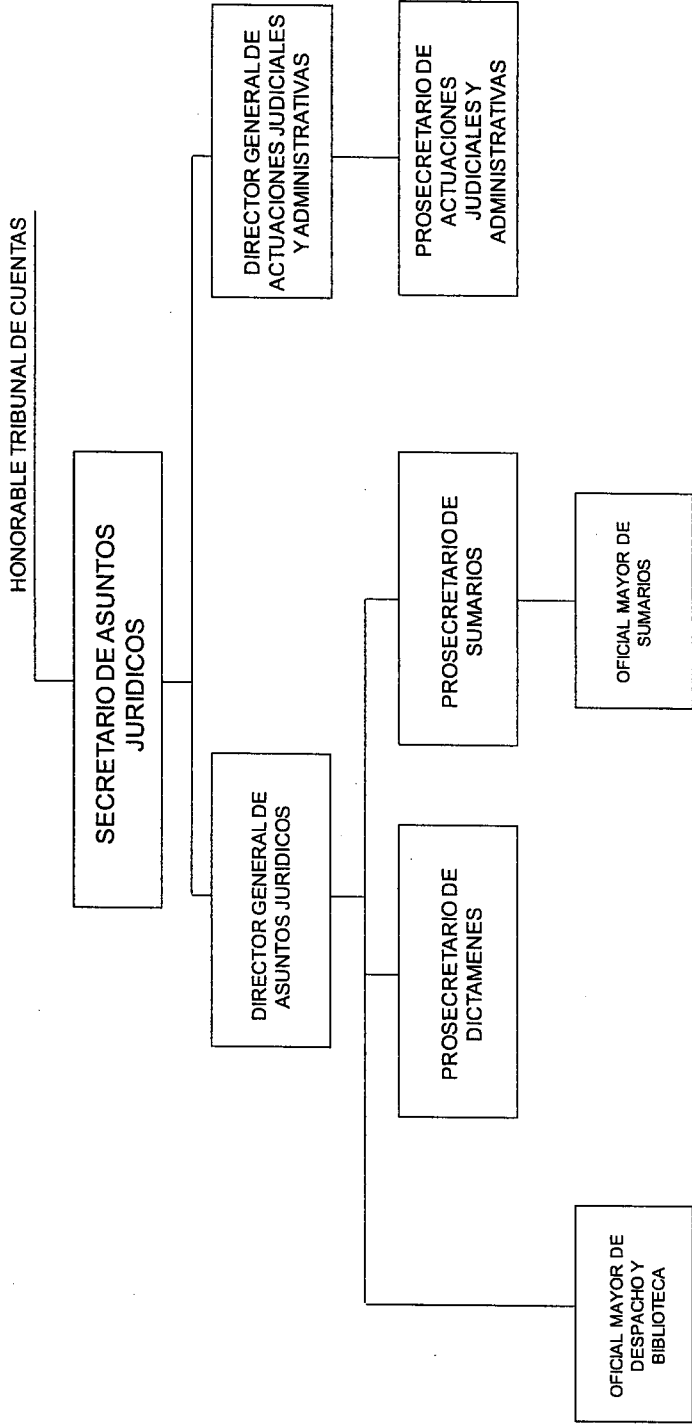 HONORABLE TRIBUNAL DE CUENTAS
SECRETARIO DE ASUNTOS
JURIDICOS
DIRECTOR GENERAL DE
ASUNTOS JURIDICOS
DIRECTOR GENERAL DE
ACTUACIONES JUDICIALES
Y ADMINISTRATIVAS
PROSECRETARIO DE
DICTAMENES
PROSECRETARIO DE
SUMARIOS
PROSECRETARIO DE
ACTUACIONES
JUDICIALES Y
ADMINISTRATIVAS
OFICIAL MAYOR DE
DESPACHO Y
BIBLIOTECA
OFICIAL MAYOR DE
SUMARIOS